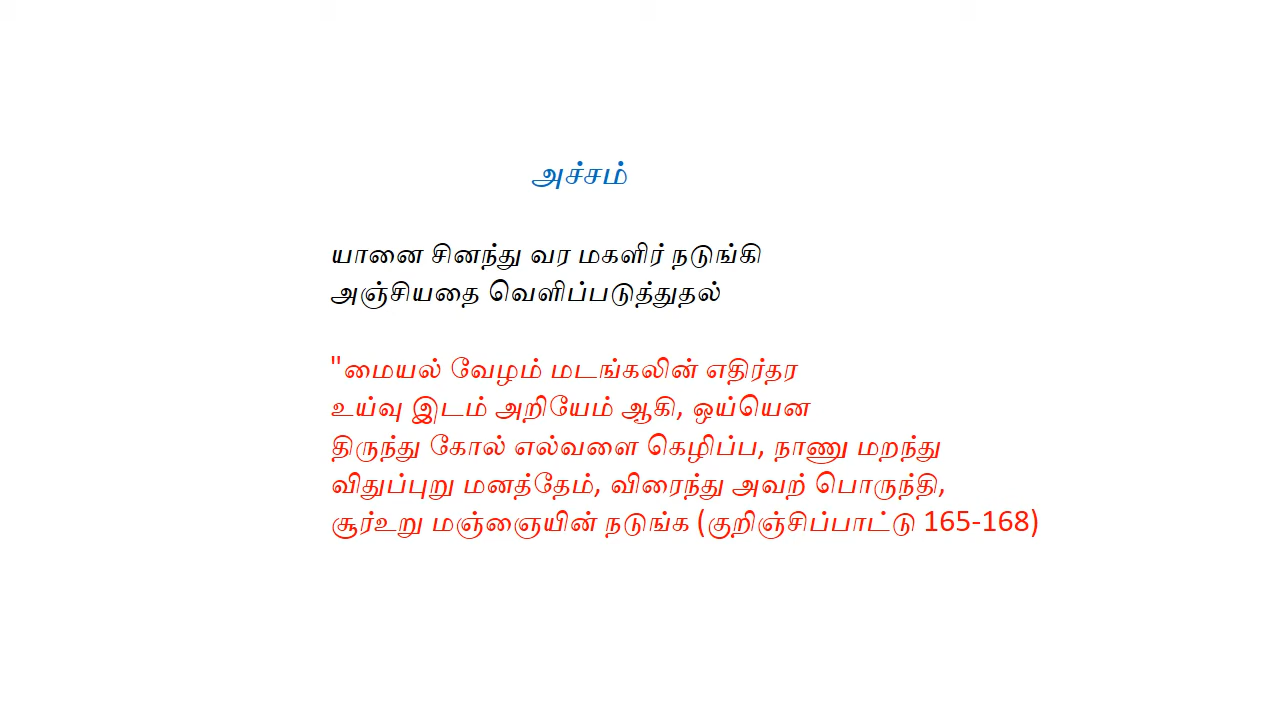 அச்சம்
யானை சினந்து வர மகளிர் நடுங்கி
அஞ்சியதை வெளிப்படுத்துதல்
"மையல் வேழம் மடங்கலின் எதிர்தர
உய்வு இடம் அறியேம் ஆகி, ஒய்யென
திருந்து கோல் எல்வளை கெழிப்ப, நாணு மறந்து
விதுப்புறு மனத்தேம், விரைந்து அவற் பொருந்தி,
சூர்உறு மஞ்ஞையின் நடுங்க (குறிஞ்சிப்பாட்டு 165-168)